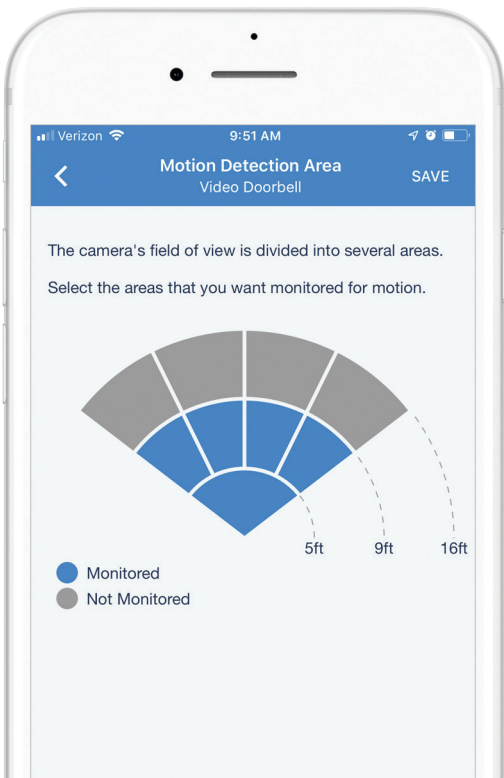 Verizon 9:51 AM
Motion Detection Area
Video Doorbell
SAVE
The camera's field of view is divided into several areas.
Select the areas that you want monitored for motion.
5ft 9ft 16ft
Monitored
Not Monitored